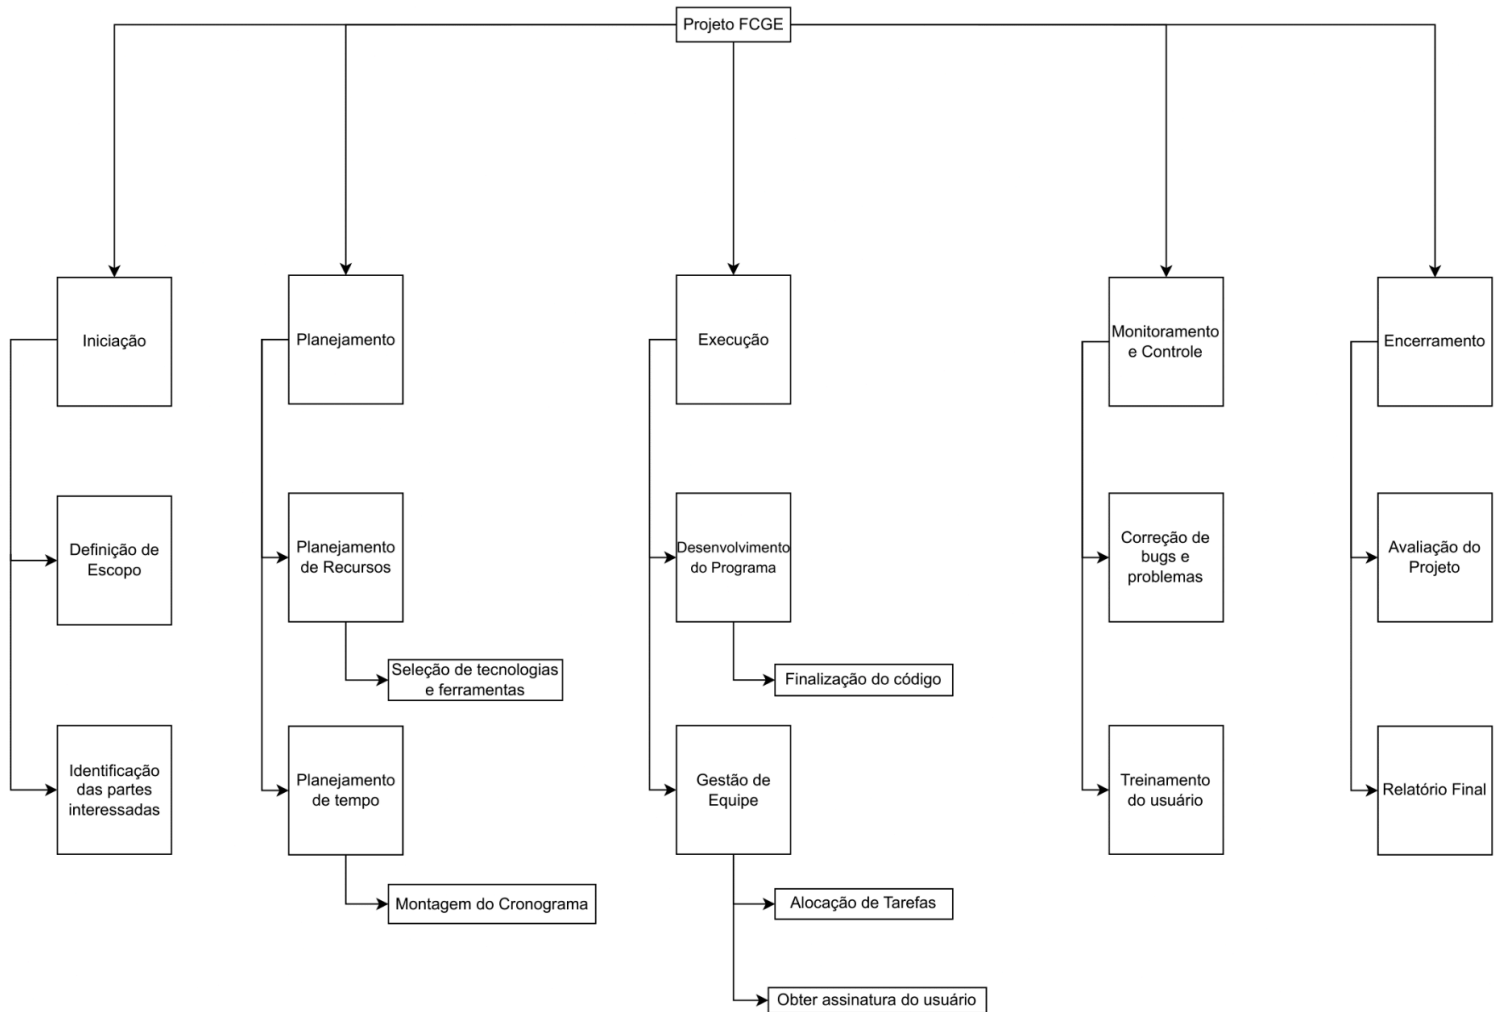 Projeto FCGE
Iniciação
Planejamento
Execução
Monitoramento
e Controle
Encerramento
Definição de
Escopo
Planejamento
de Recursos
Desenvolvimento
do Programa
Correção de
bugs e
problemas
Avaliação do
Projeto
Seleção de tecnologias
e ferramentas
Finalização do código
Identificação
das partes
interessadas
Planejamento
de tempo
Gestão de
Equipe
Treinamento
do usuário
Relatório Final
Montagem do Cronograma
Alocação de Tarefas
Obter assinatura do usuário